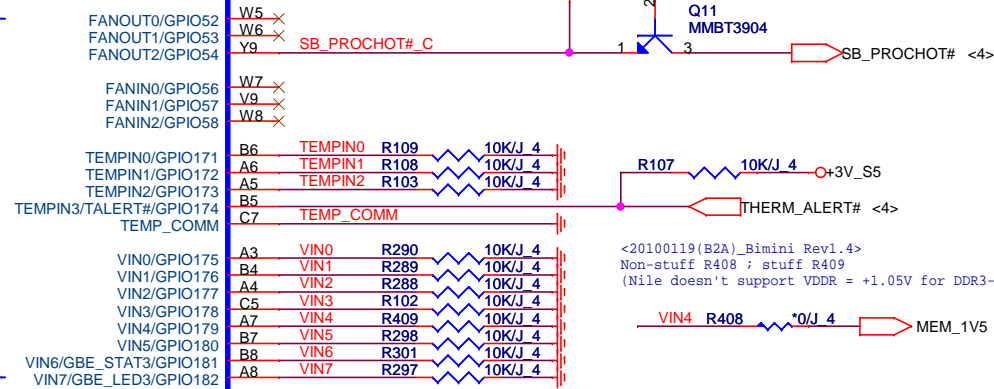 FANOUT0/GPIO52 W5
FANOUT1/GPIO53 W6
FANOUT2/GPIO54 Y9 SB_PROCHOT#_C 1 2 3 Q11 MMBT3904 SB_PROCHOT# <4>
FANIN0/GPIO56 W7
FANIN1/GPIO57 V9
FANIN2/GPIO58 W8
TEMPIN0/GPIO171 B6 TEMPIN0 R109 10K/J_4
TEMPIN1/GPIO172 A6 TEMPIN1 R108 10K/J_4
R107 10K/J_4 +3V_S5
TEMPIN2/GPIO173 A5 TEMPIN2 R103 10K/J_4
TEMPIN3/TALERT#/GPIO174 B5 THERM_ALERT# <4>
TEMP_COMM C7 TEMP_COMM
VIN0/GPIO175 A3 VIN0 R290 10K/J_4
VIN1/GPIO176 B4 VIN1 R289 10K/J_4
VIN2/GPIO177 A4 VIN2 R288 10K/J_4
VIN3/GPIO178 C5 VIN3 R102 10K/J_4
VIN4/GPIO179 A7 VIN4 R409 10K/J_4
VIN5/GPIO180 B7 VIN5 R298 10K/J_4
VIN6/GBE_STAT3/GPIO181 B8 VIN6 R301 10K/J_4
VIN7/GBE_LED3/GPIO182 A8 VIN7 R297 10K/J_4
<20100119(B2A)_Bimini Rev1.4>
Non-stuff R408 ; stuff R409
(Nile doesn't support VDDR = +1.05V for DDR3-
VIN4 R408 *0/J_4 MEM_1V5